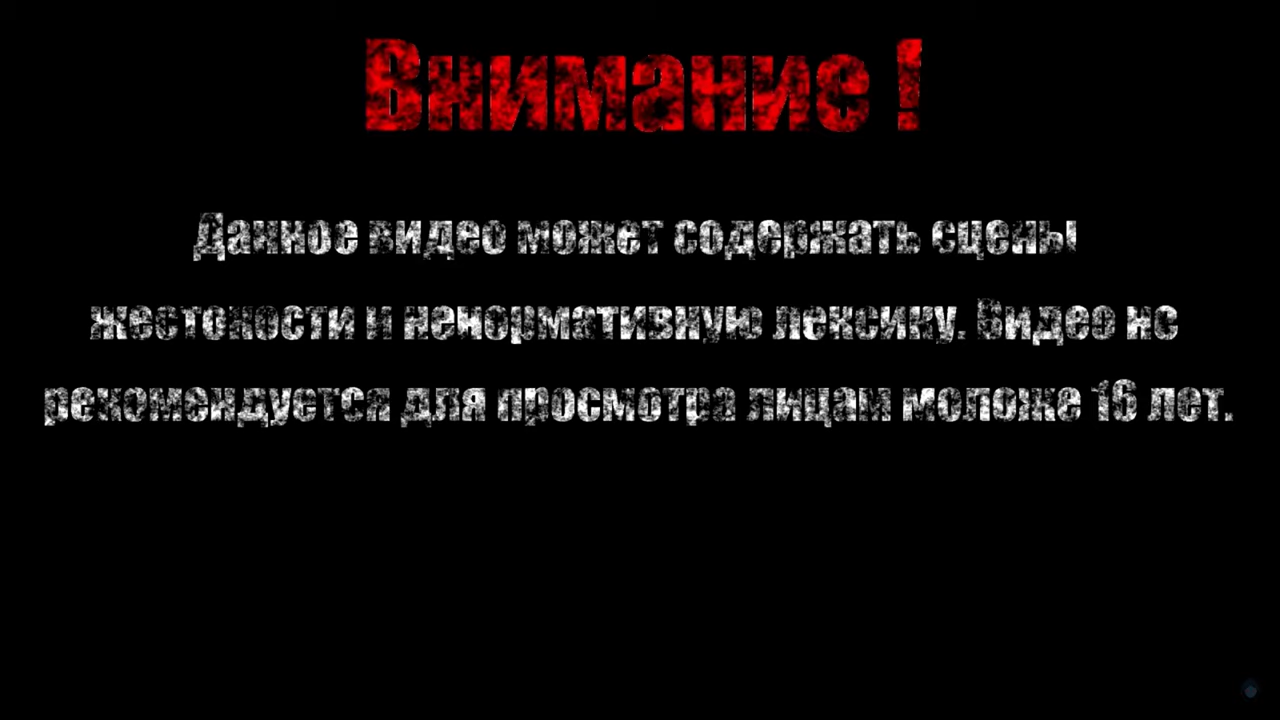 Внимание !
Данное видео может содержать сцены
жестокости и ненормативную лексику. Видео не
рекомендуется для просмотра лицам моложе 16 лет.